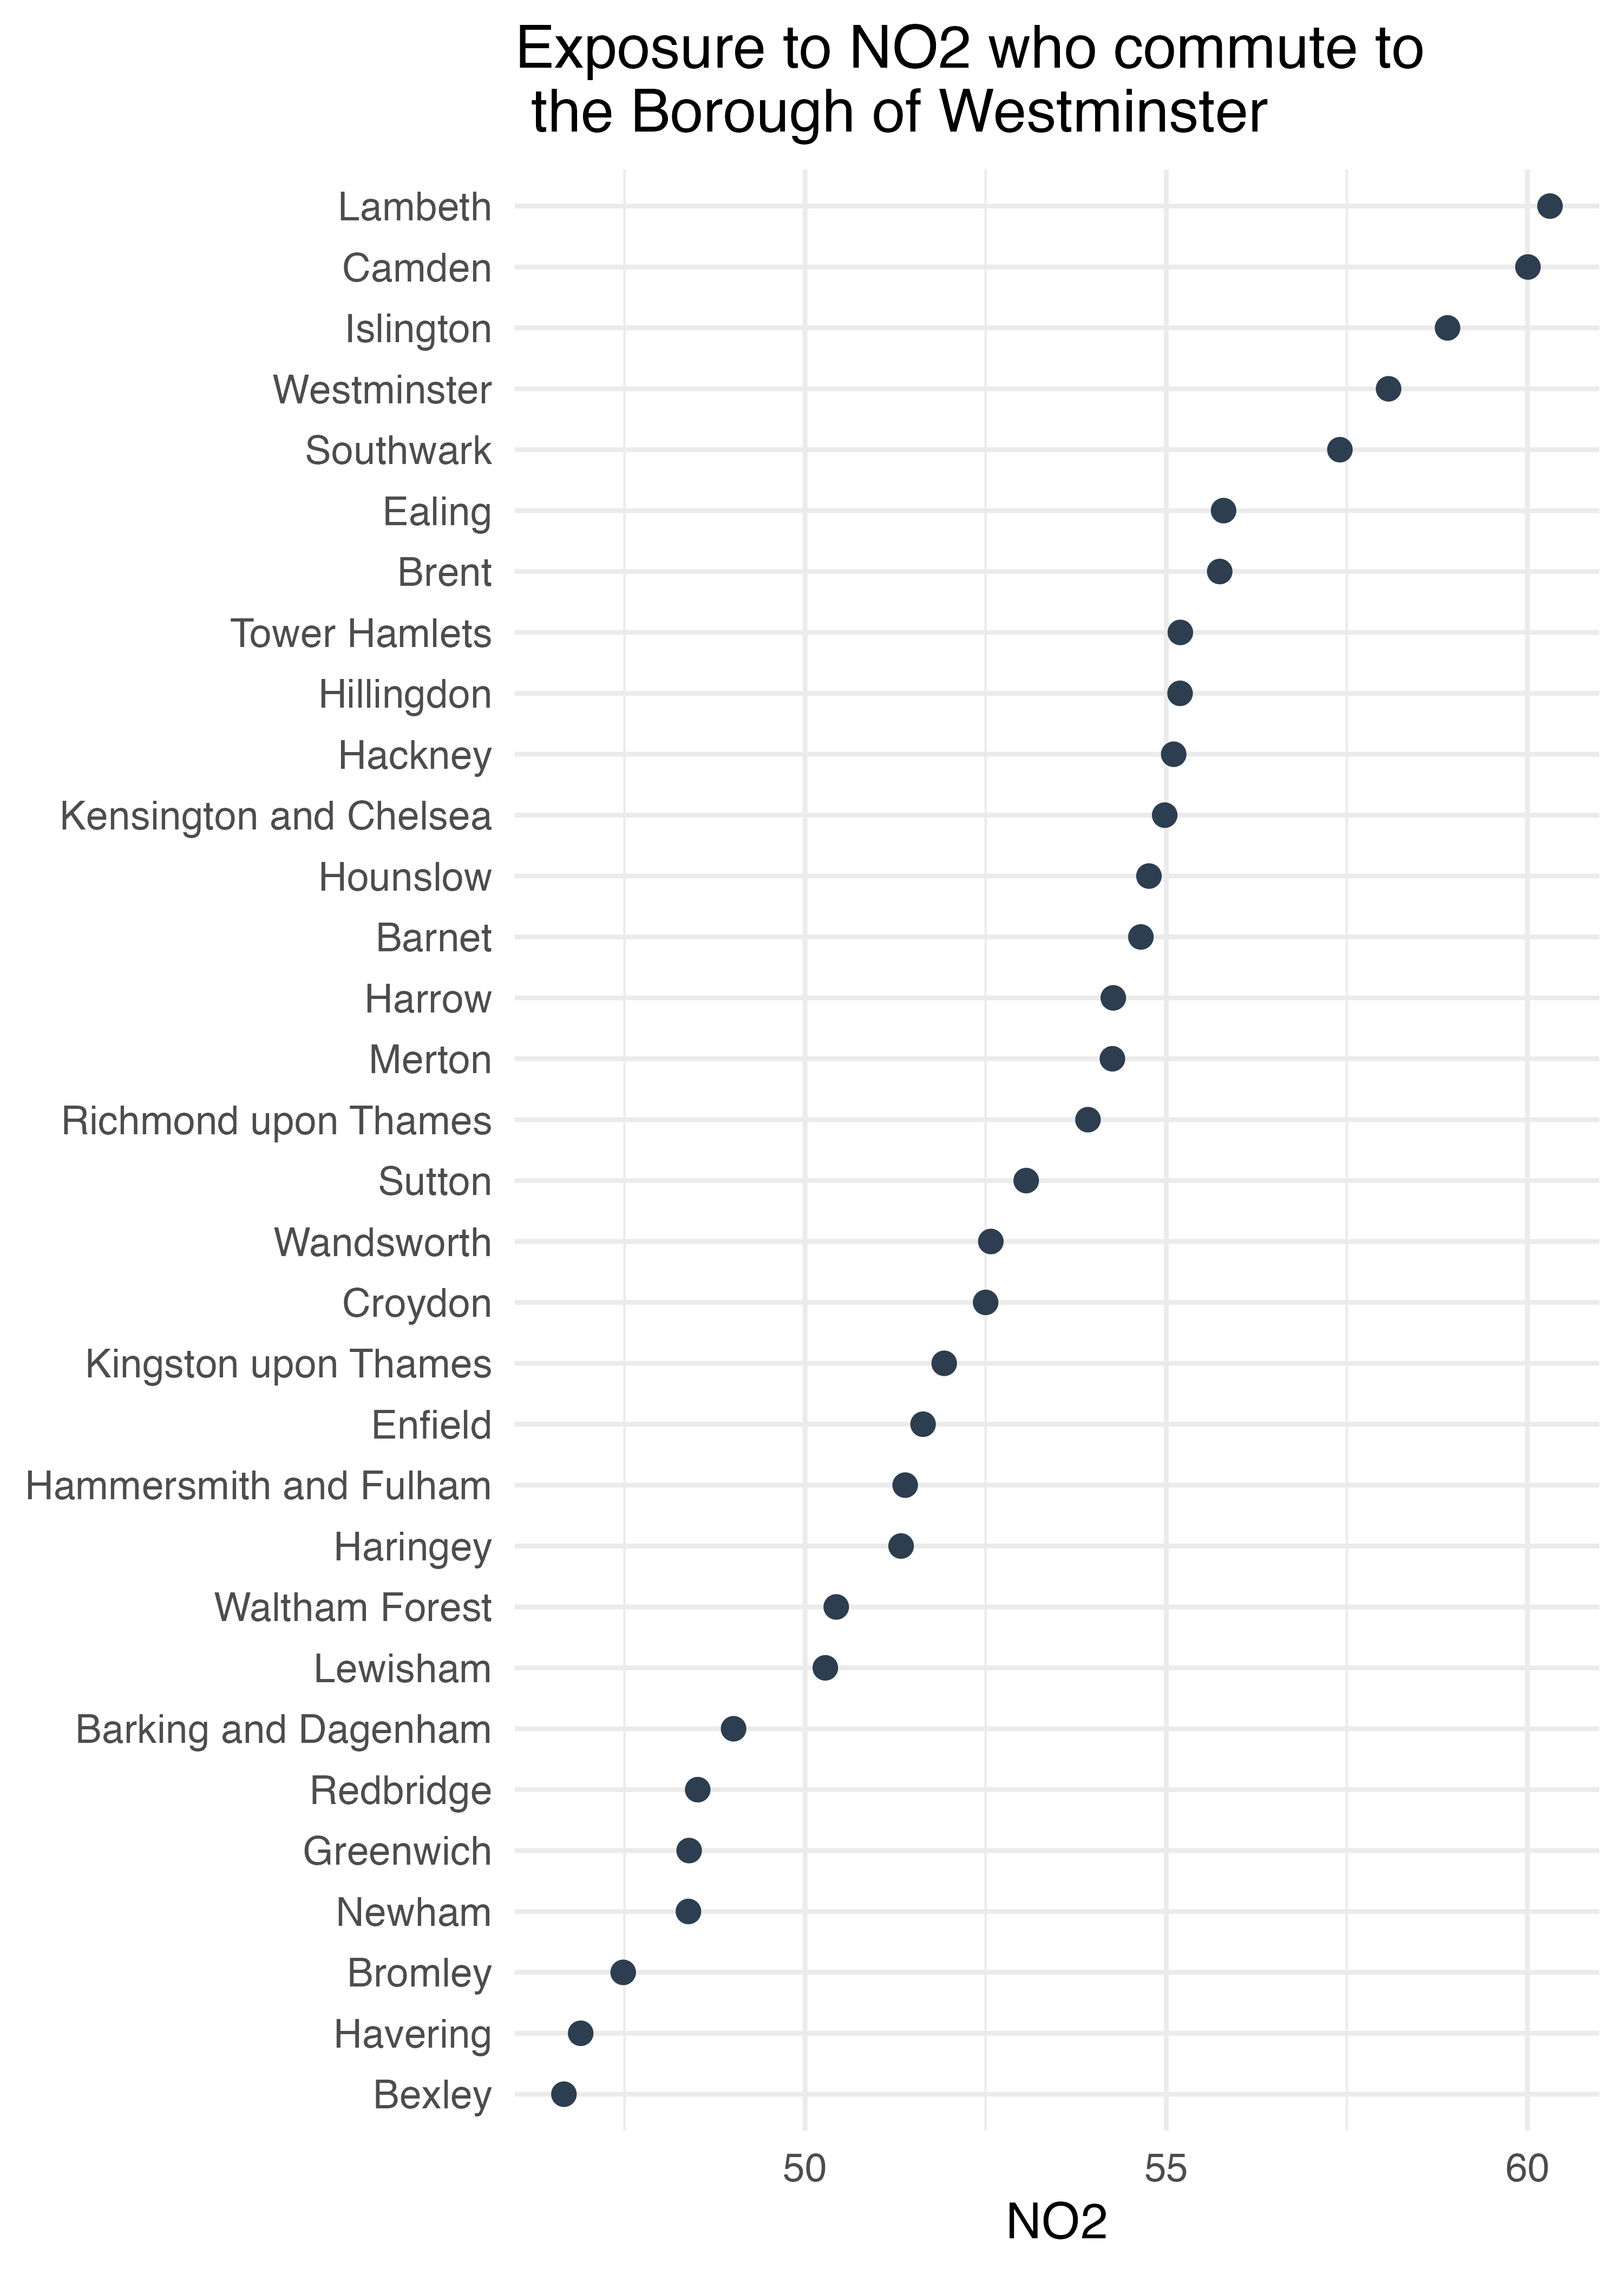 Exposure to NO2 who commute to
the Borough of Westminster
Lambeth
Camden
Islington
Westminster
Southwark
Ealing
Brent
Tower Hamlets
Hillingdon
Hackney
Kensington and Chelsea
Hounslow
Barnet
Harrow
Merton
Richmond upon Thames
Sutton
Wandsworth
Croydon
Kingston upon Thames
Enfield
Hammersmith and Fulham
Haringey
Waltham Forest
Lewisham
Barking and Dagenham
Redbridge
Greenwich
Newham
Bromley
Havering
Bexley
50 55 60
NO2